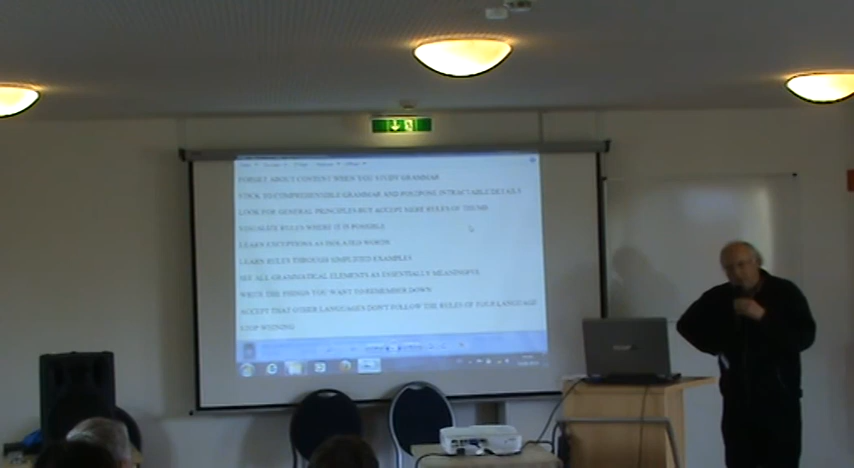 FORGET ABOUT CONTENT WHEN YOU STUDY GRAMMAR
STICK TO COMPREHENSIBLE GRAMMAR AND POSTPONE INTRACTABLE DETAILS
LOOK FOR GENERAL PRINCIPLES BUT ACCEPT MERE RULES OF THUMB
VISUALIZE RULES WHERE IT IS POSSIBLE
LEARN EXCEPTIONS AS ISOLATED WORDS
LEARN RULES THROUGH SIMPLIFIED EXAMPLES
SEE ALL GRAMMATICAL ELEMENTS AS ESSENTIALLY MEANINGFUL
WRITE THE THINGS YOU WANT TO REMEMBER DOWN
ACCEPT THAT OTHER LANGUAGES DON'T FOLLOW THE RULES OF YOUR LANGUAGE
STOP WHINING